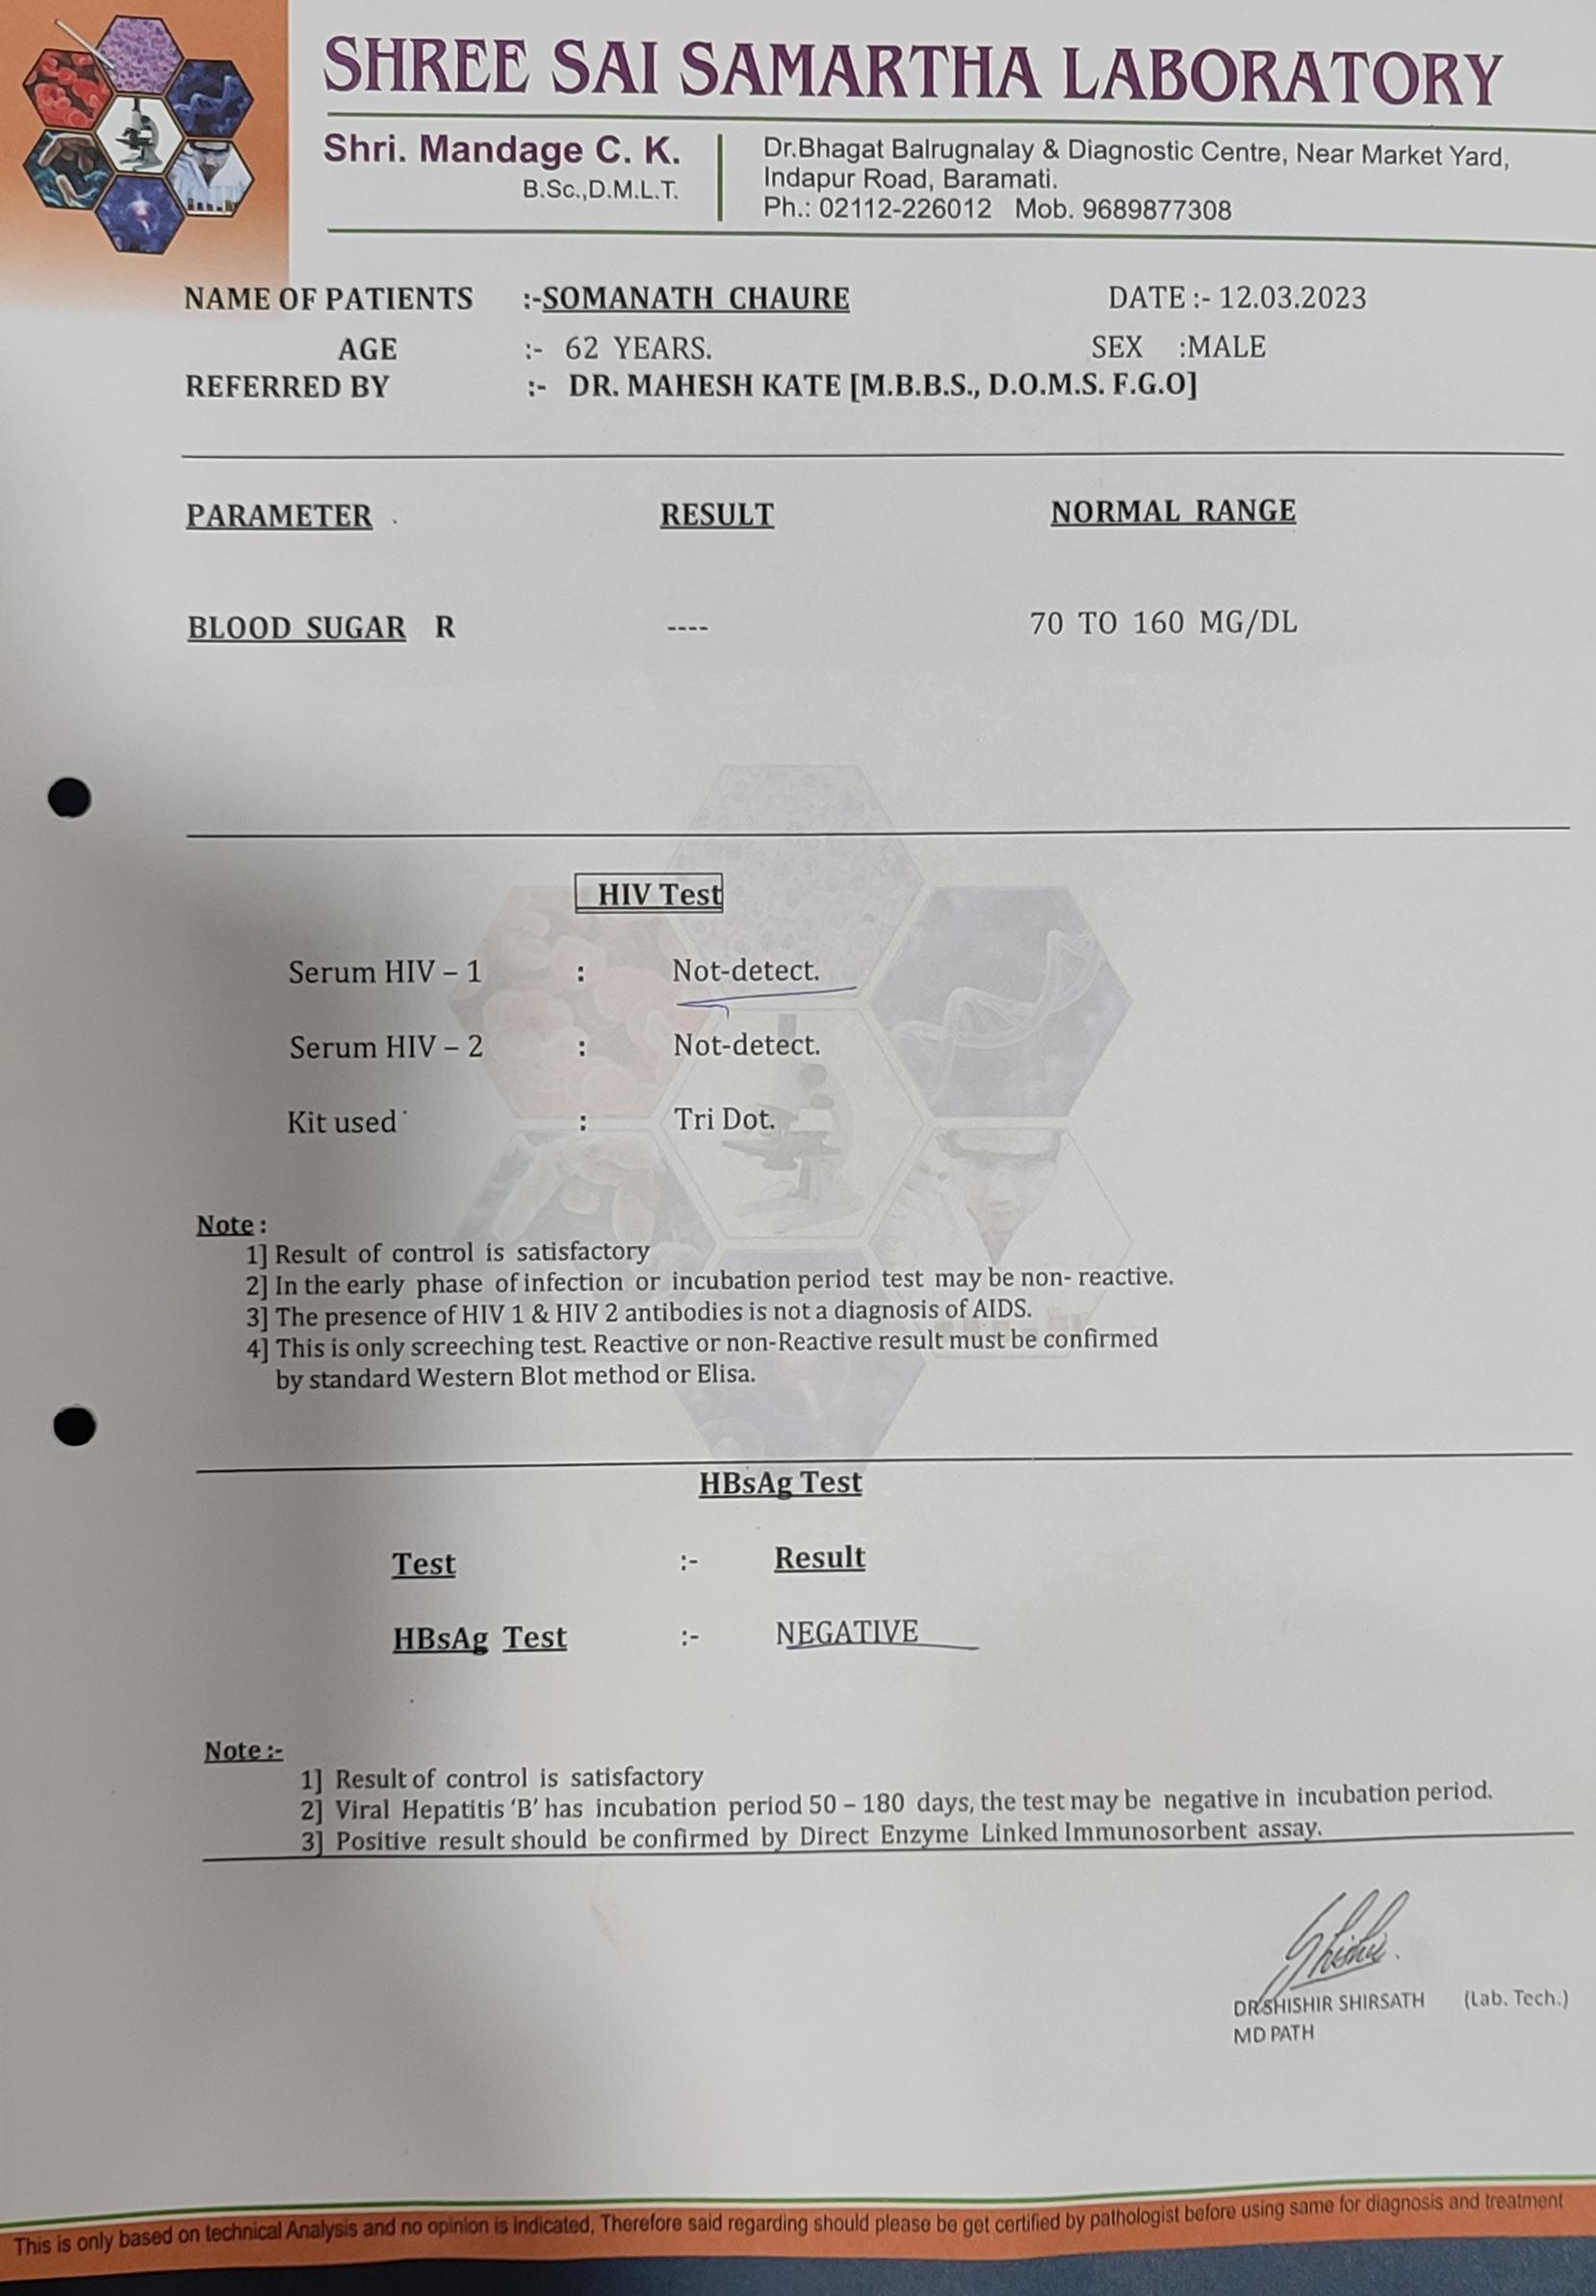 SHREE SAI SAMARTHA LABORATORY
Shri. Mandage C. K.
B.Sc.,D.M.L.T.
Dr.Bhagat Balrugnalay & Diagnostic Centre, Near Market Yard,
Indapur Road, Baramati.
Ph.: 02112-226012 Mob. 9689877308
NAME OF PATIENTS :-SOMANATH CHAURE DATE :- 12.03.2023
AGE :- 62 YEARS. SEX :MALE
REFERRED BY :- DR. MAHESH KATE [M.B.B.S., D.O.M.S. F.G.O]
PARAMETER RESULT NORMAL RANGE
BLOOD SUGAR R ---- 70 TO 160 MG/DL
HIV Test
Serum HIV – 1 : Not-detect.
Serum HIV – 2 : Not-detect.
Kit used : Tri Dot.
Note :
1] Result of control is satisfactory
2] In the early phase of infection or incubation period test may be non- reactive.
3] The presence of HIV 1 & HIV 2 antibodies is not a diagnosis of AIDS.
4] This is only screeching test. Reactive or non-Reactive result must be confirmed
by standard Western Blot method or Elisa.
HBsAg Test
Test :- Result
HBsAg Test :- NEGATIVE
Note :-
1] Result of control is satisfactory
2] Viral Hepatitis ‘B’ has incubation period 50 – 180 days, the test may be negative in incubation period.
3] Positive result should be confirmed by Direct Enzyme Linked Immunosorbent assay.
Shishir.
DR SHISHIR SHIRSATH (Lab. Tech.)
MD PATH
This is only based on technical Analysis and no opinion is indicated, Therefore said regarding should please be get certified by pathologist before using same for diagnosis and treatment